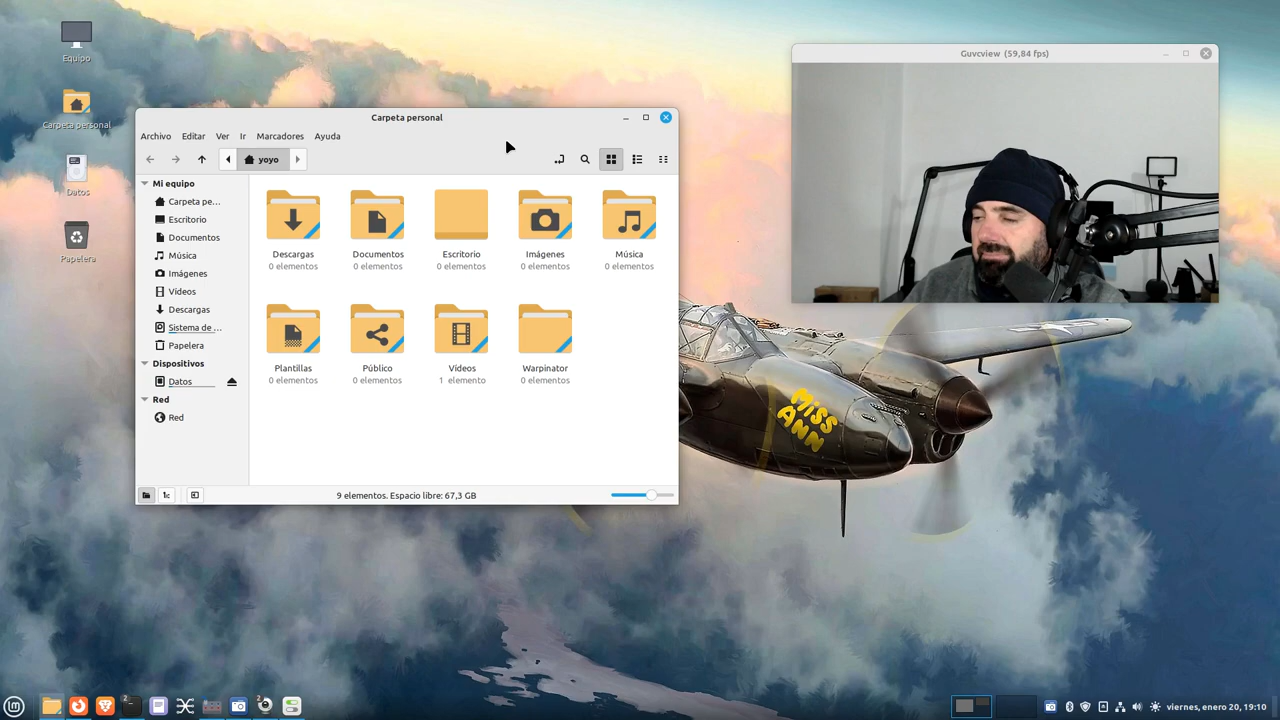 Equipo
Carpeta personal
Datos
Papelera
Carpeta personal
Archivo Editar Ver Ir Marcadores Ayuda
yoyo
Mi equipo
Carpeta pe...
Escritorio
Documentos
Música
Imágenes
Vídeos
Descargas
Sistema de ...
Papelera
Dispositivos
Datos
Red
Red
Descargas
0 elementos
Documentos
0 elementos
Escritorio
0 elementos
Imágenes
0 elementos
Música
0 elementos
Plantillas
0 elementos
Público
0 elementos
Vídeos
1 elemento
Warpinator
0 elementos
9 elementos. Espacio libre: 67,3 GB
Guvcview (59,84 fps)
MISS
ANN
2
2
viernes, enero 20, 19:10